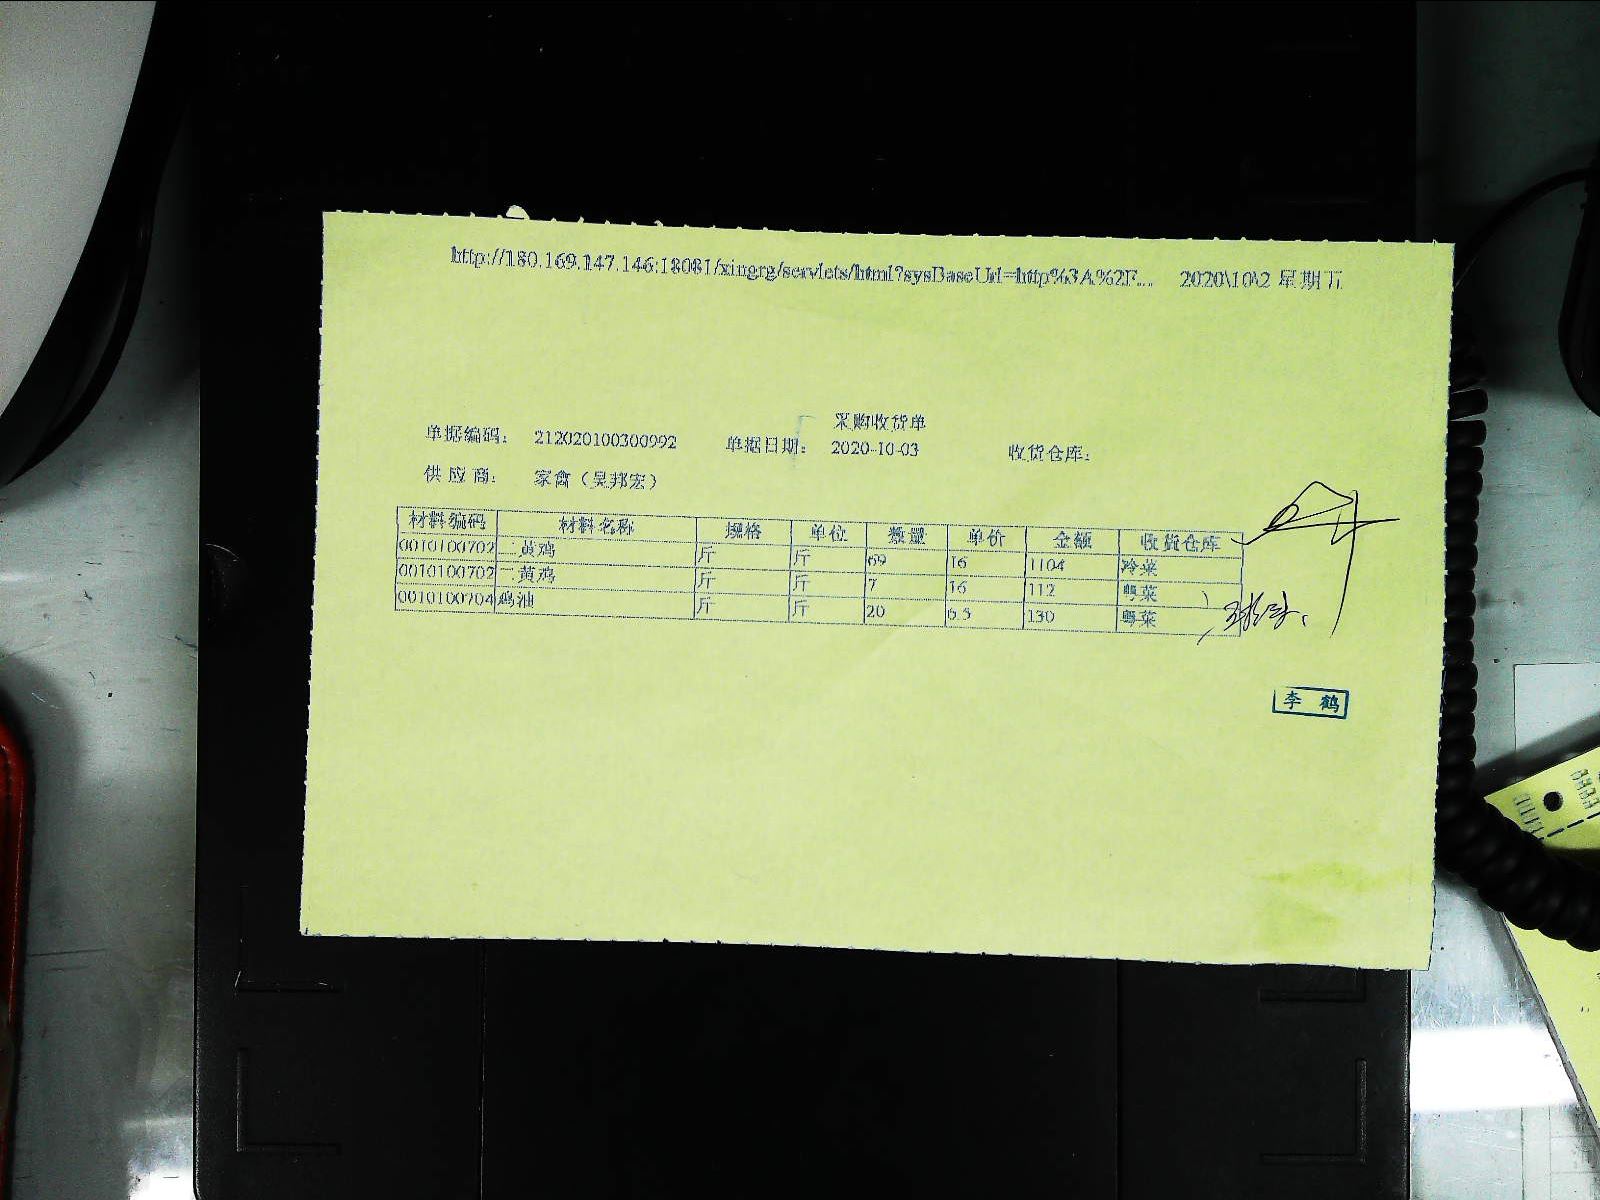 http://180.169.147.146:18081/xingrg/servlets/html?sysBaseUrl=http%3A%2F... 2020\10\2 星期五
采购收货单
单据编码: 212020100300992 单据日期: 2020-10-03 收货仓库:
供应商: 家禽（吴邦宏）
材料编码 材料名称 规格 单位 数量 单价 金额 收货仓库
0010100702 三黄鸡 斤 斤 69 16 1104 冷菜
0010100702 三黄鸡 斤 斤 7 16 112 粤菜
0010100704 鸡油 斤 斤 20 6.5 130 粤菜
李鹤